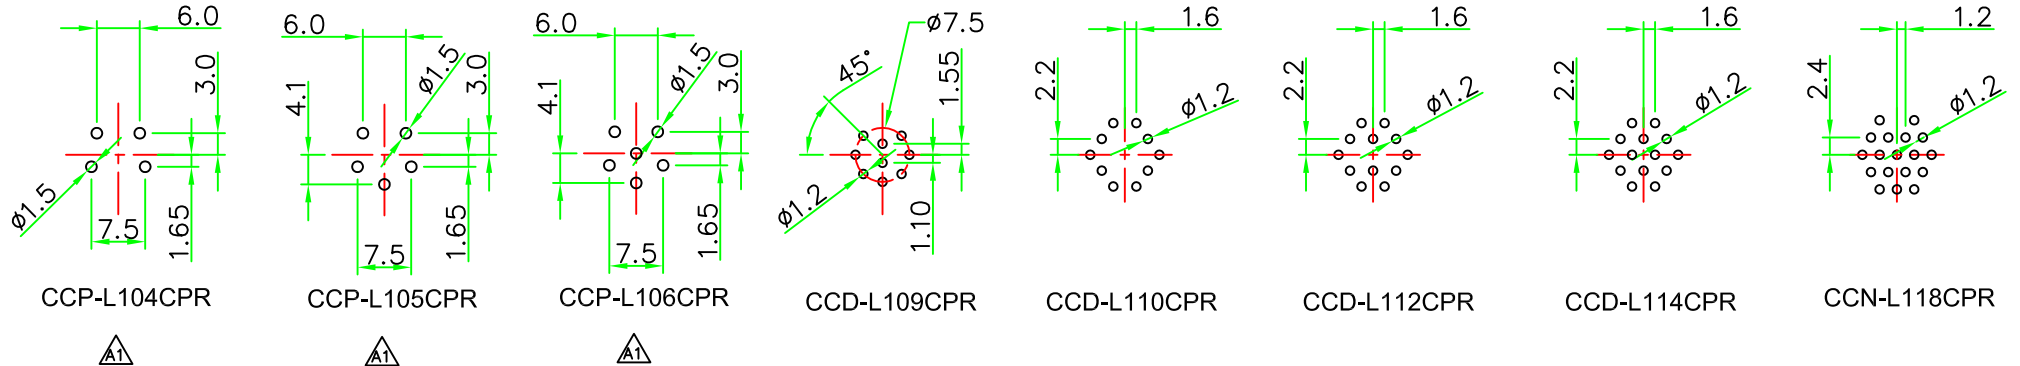 6.0
3.0
ø1.5
7.5
1.65
CCP-L104CPR
A1
6.0
ø1.5
3.0
4.1
7.5
1.65
CCP-L105CPR
A1
6.0
ø1.5
3.0
4.1
7.5
1.65
CCP-L106CPR
A1
ø7.5
45°
1.55
ø1.2
1.10
CCD-L109CPR
1.6
2.2
ø1.2
CCD-L110CPR
1.6
2.2
ø1.2
CCD-L112CPR
1.6
2.2
ø1.2
CCD-L114CPR
1.2
2.4
ø1.2
CCN-L118CPR